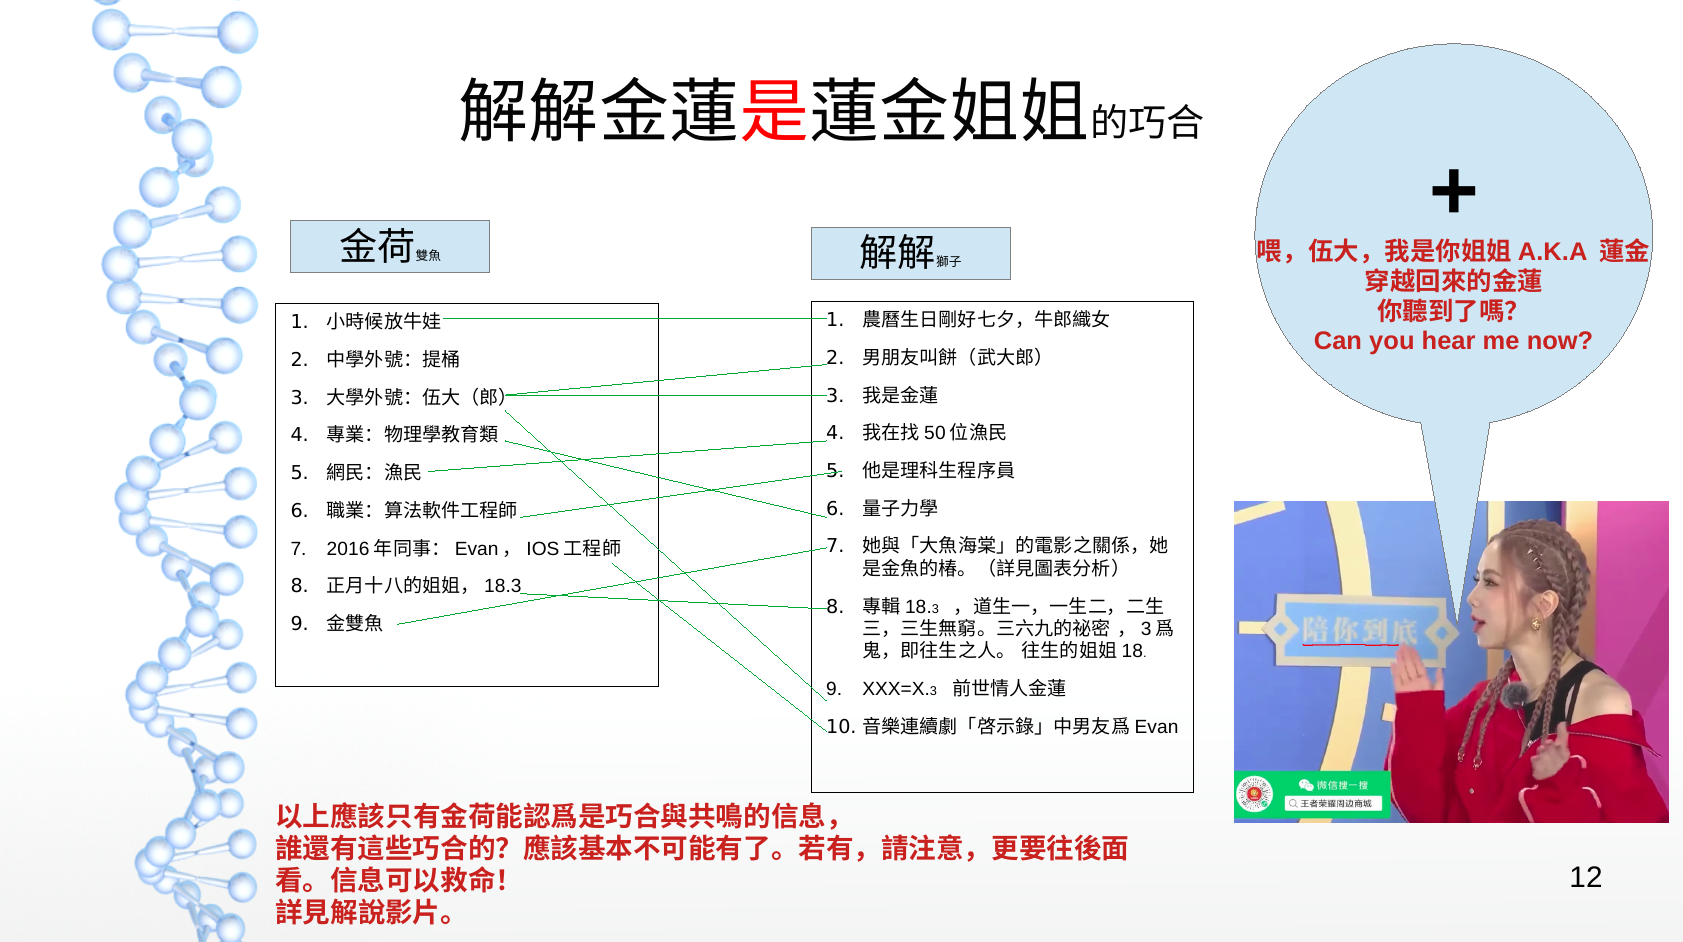 解解金蓮是蓮金姐姐的巧合
+
喂，伍大，我是你姐姐 A.K.A 蓮金
穿越回來的金蓮
你聽到了嗎？
Can you hear me now?
金荷雙魚
1. 小時候放牛娃
2. 中學外號：提桶
3. 大學外號：伍大（郎）
4. 專業：物理學教育類
5. 網民：漁民
6. 職業：算法軟件工程師
7. 2016 年同事： Evan ， IOS 工程師
8. 正月十八的姐姐， 18.3
9. 金雙魚
解解獅子
1. 農曆生日剛好七夕，牛郎織女
2. 男朋友叫餅（武大郎）
3. 我是金蓮
4. 我在找 50 位漁民
5. 他是理科生程序員
6. 量子力學
7. 她與「大魚海棠」的電影之關係，她
是金魚的椿。（詳見圖表分析）
8. 專輯 18.3 ，道生一，一生二，二生
三，三生無窮。三六九的祕密 ， 3 爲
鬼，即往生之人。 往生的姐姐 18.
9. XXX=X.3 前世情人金蓮
10. 音樂連續劇「啓示錄」中男友爲 Evan
陪你到底
微信搜一搜
王者荣耀周边商城
以上應該只有金荷能認爲是巧合與共鳴的信息，
誰還有這些巧合的？應該基本不可能有了。若有，請注意，更要往後面
看。信息可以救命！
詳見解說影片。
12